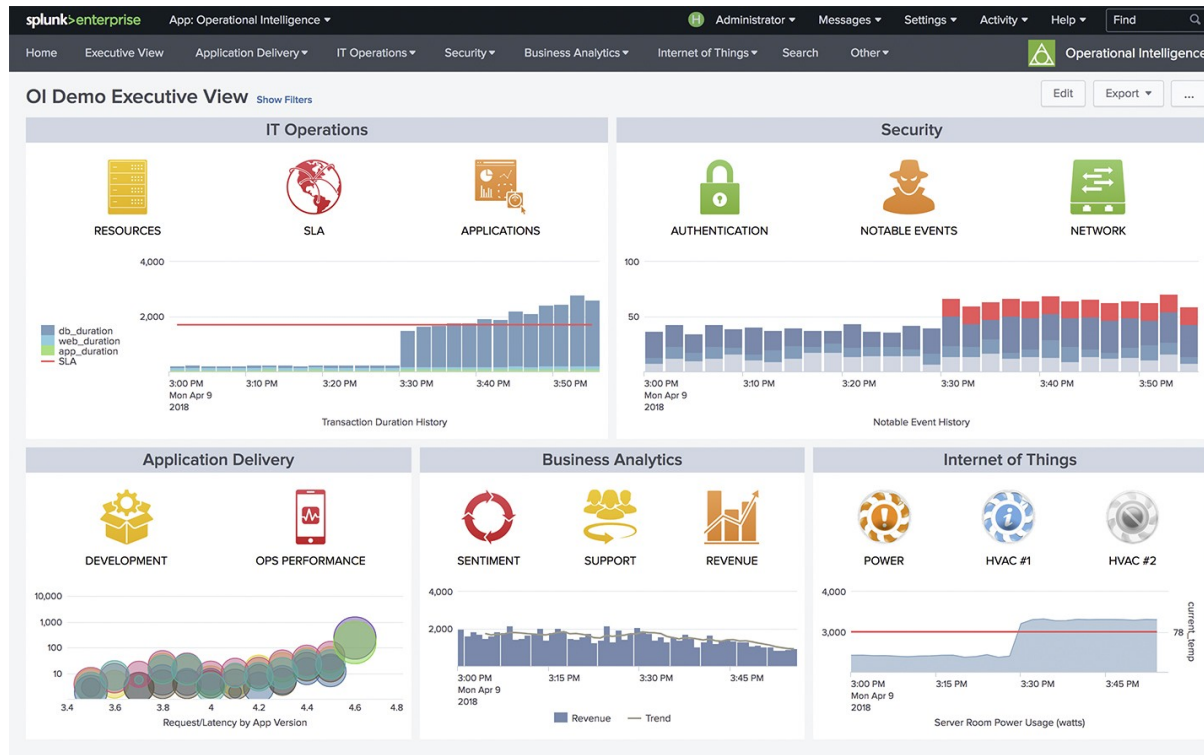 splunk>enterprise App: Operational Intelligence Administrator Messages Settings Activity Help Find
Home Executive View Application Delivery IT Operations Security Business Analytics Internet of Things Search Other Operational Intelligence
OI Demo Executive View Show Filters Edit Export ...
IT Operations
RESOURCES SLA APPLICATIONS
4,000
2,000
db_duration
web_duration
app_duration
SLA
3:00 PM 3:10 PM 3:20 PM 3:30 PM 3:40 PM 3:50 PM
Mon Apr 9
2018
Transaction Duration History
Security
AUTHENTICATION NOTABLE EVENTS NETWORK
100
50
3:00 PM 3:10 PM 3:20 PM 3:30 PM 3:40 PM 3:50 PM
Mon Apr 9
2018
Notable Event History
Application Delivery
DEVELOPMENT OPS PERFORMANCE
10,000
1,000
100
10
3.4 3.6 3.8 4 4.2 4.4 4.6 4.8
Request/Latency by App Version
Business Analytics
SENTIMENT SUPPORT REVENUE
4,000
2,000
3:00 PM 3:15 PM 3:30 PM 3:45 PM
Mon Apr 9
2018
Revenue Trend
Internet of Things
POWER HVAC #1 HVAC #2
4,000
3,000 78
current_temp
3:00 PM 3:15 PM 3:30 PM 3:45 PM
Mon Apr 9
2018
Server Room Power Usage (watts)